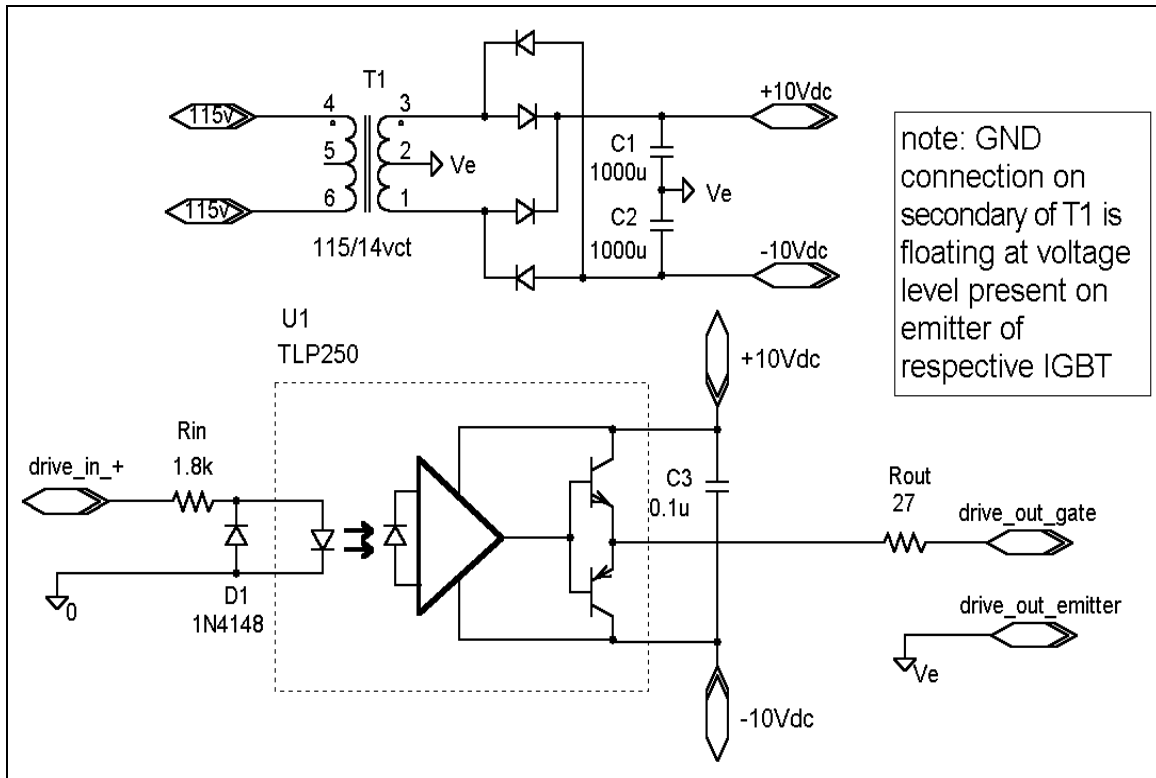 T1
115v
4
3
5
2
Ve
6
1
115v
115/14vct
C1
1000u
Ve
C2
1000u
+10Vdc
-10Vdc
note: GND
connection on
secondary of T1 is
floating at voltage
level present on
emitter of
respective IGBT
U1
TLP250
+10Vdc
drive_in_+
Rin
1.8k
0
D1
1N4148
C3
0.1u
Rout
27
drive_out_gate
drive_out_emitter
Ve
-10Vdc